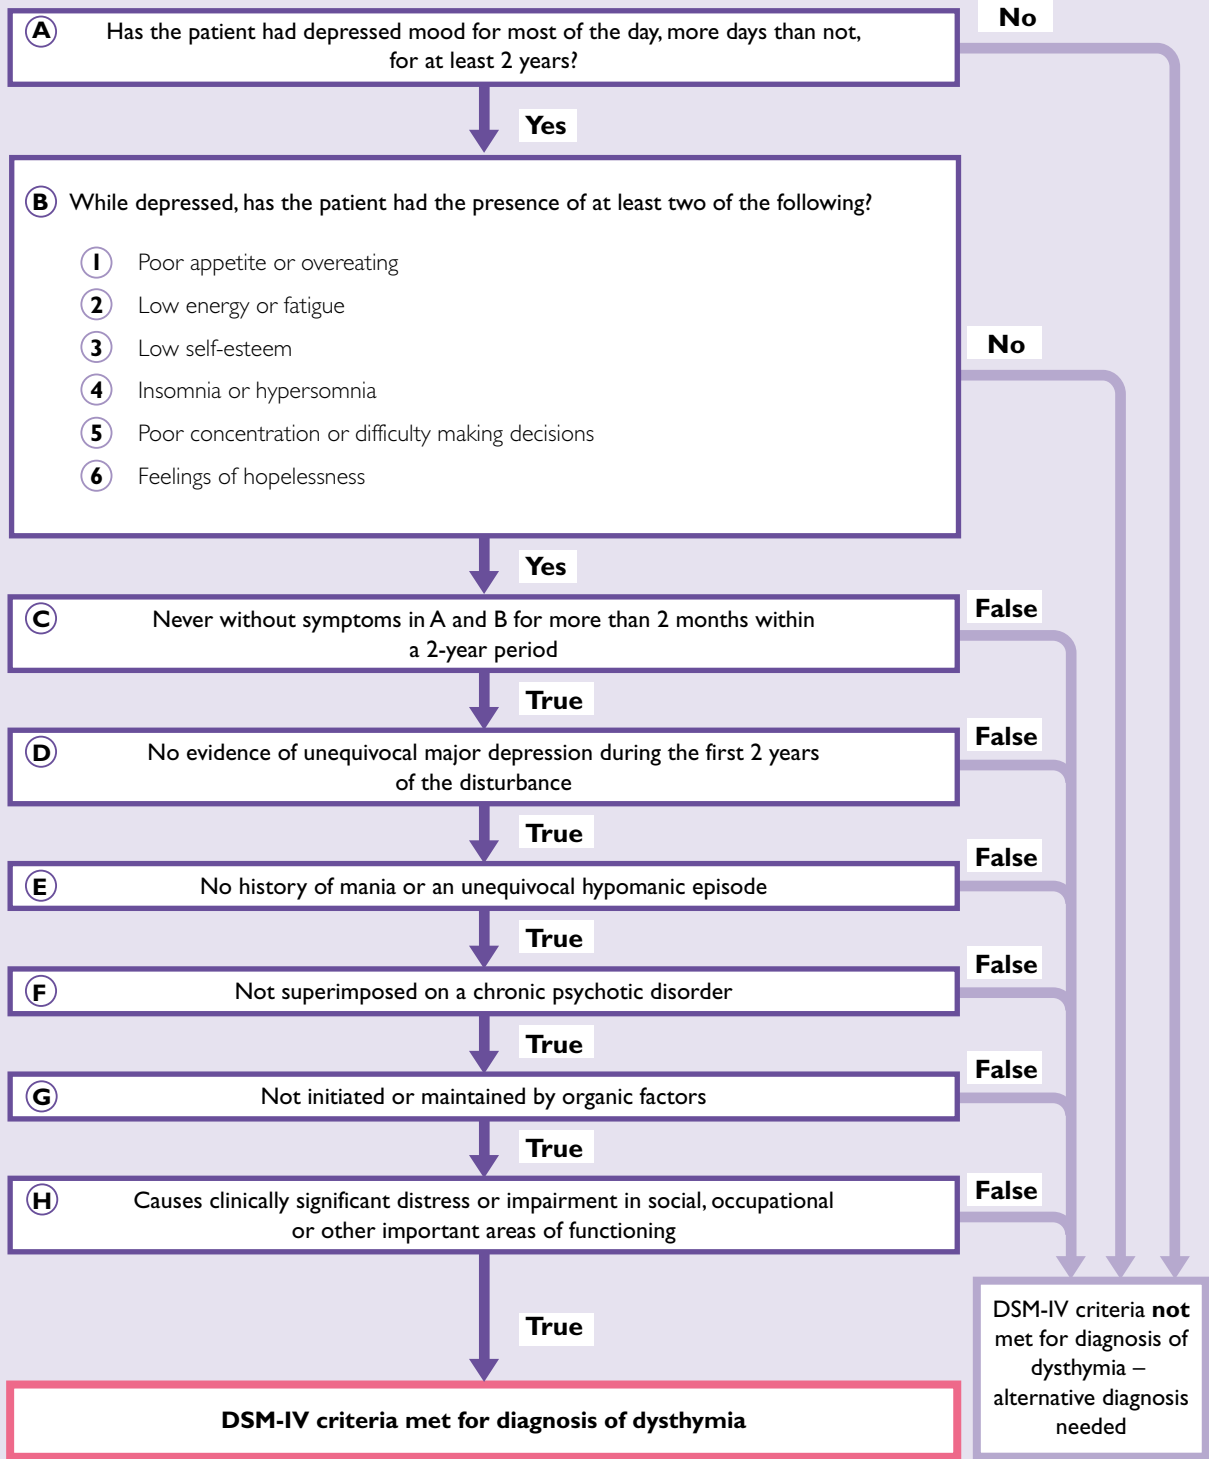 No
A Has the patient had depressed mood for most of the day, more days than not,
for at least 2 years?
Yes
B While depressed, has the patient had the presence of at least two of the following?
1 Poor appetite or overeating
2 Low energy or fatigue
No
3 Low self-esteem
4 Insomnia or hypersomnia
5 Poor concentration or difficulty making decisions
6 Feelings of hopelessness
Yes
False
C Never without symptoms in A and B for more than 2 months within
a 2-year period
True
False
D No evidence of unequivocal major depression during the first 2 years
of the disturbance
True
False
E No history of mania or an unequivocal hypomanic episode
True
False
F Not superimposed on a chronic psychotic disorder
True
False
G Not initiated or maintained by organic factors
True
False
H Causes clinically significant distress or impairment in social, occupational
or other important areas of functioning
True
DSM-IV criteria not
met for diagnosis of
dysthymia –
alternative diagnosis
needed
DSM-IV criteria met for diagnosis of dysthymia